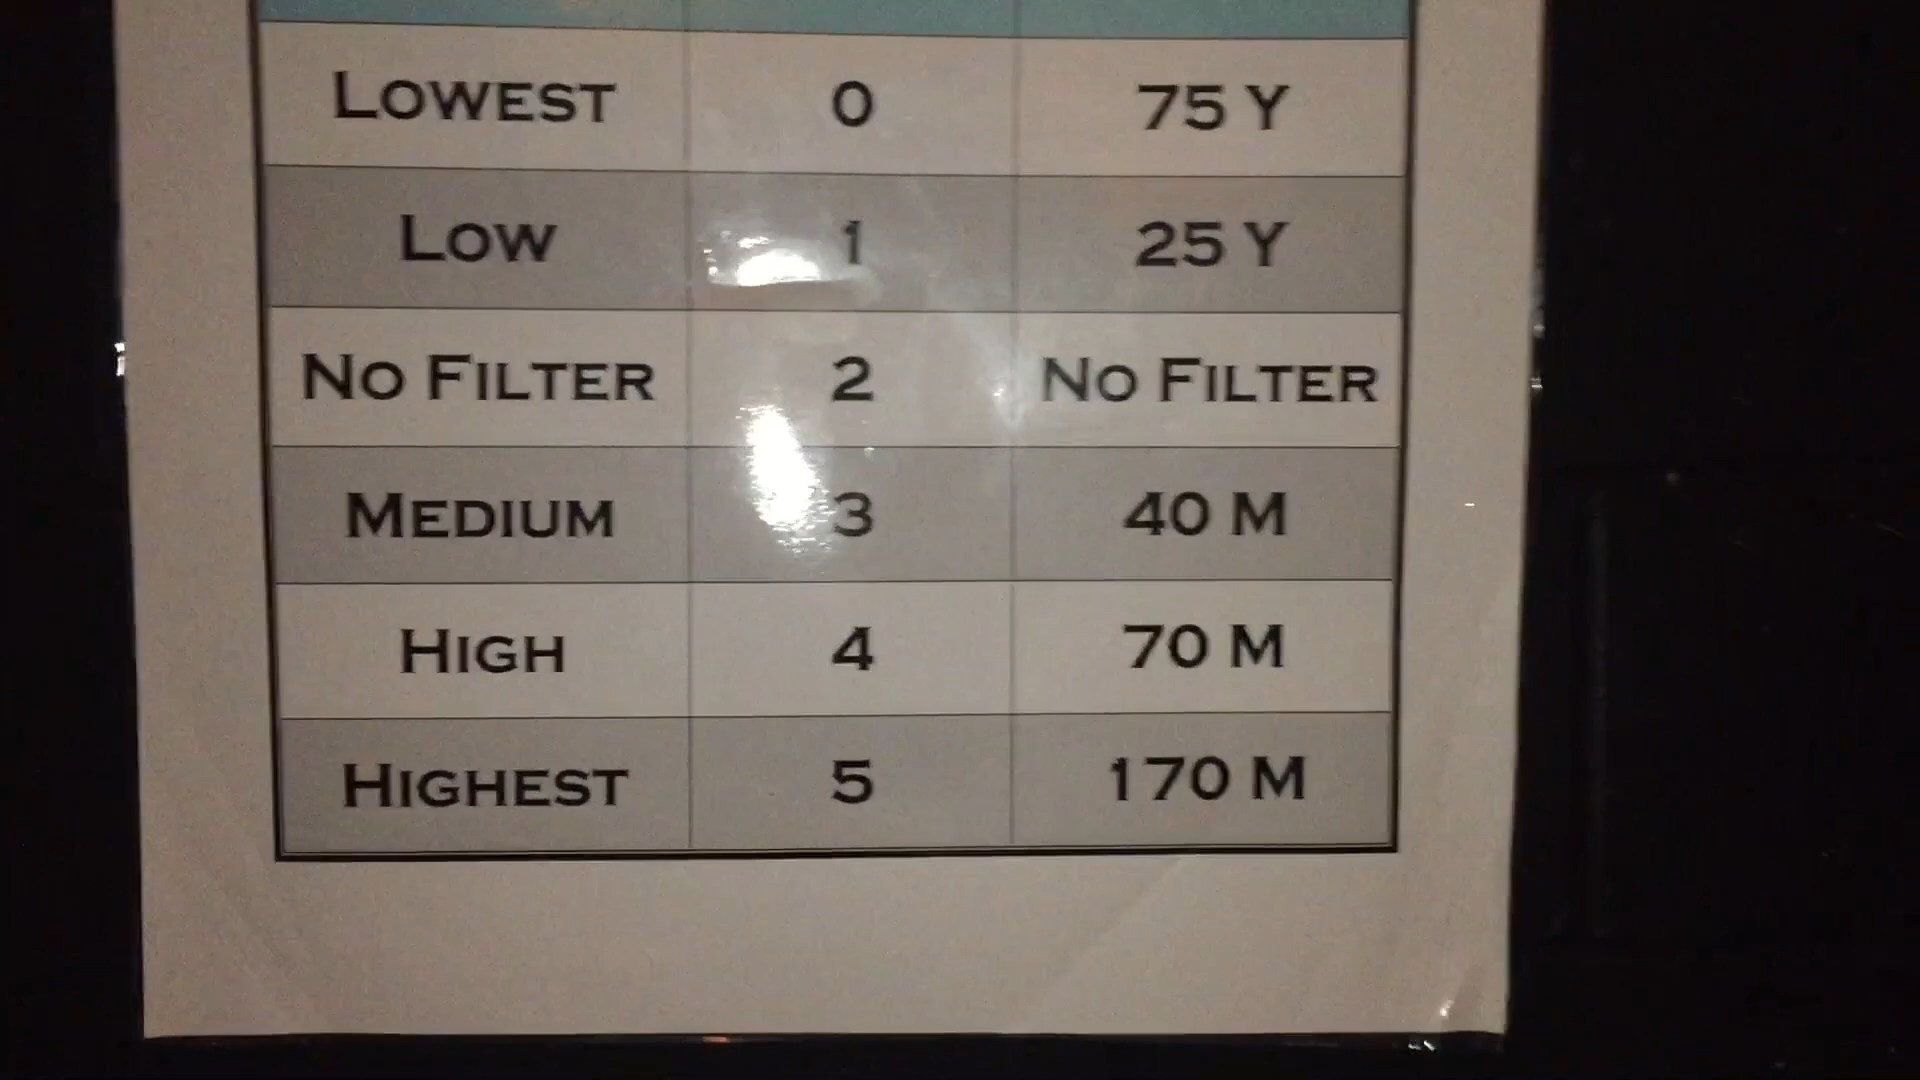 LOWEST 0 75 Y
LOW 1 25 Y
NO FILTER 2 NO FILTER
MEDIUM 3 40 M
HIGH 4 70 M
HIGHEST 5 170 M